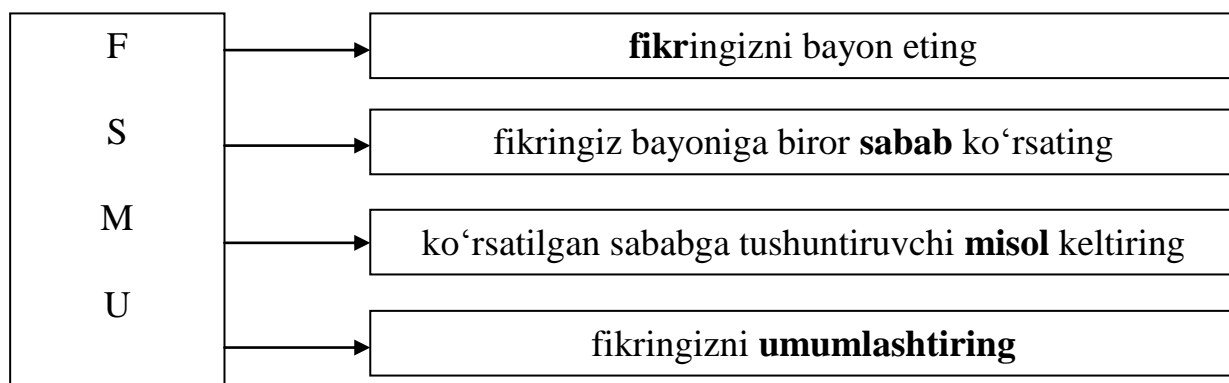 F
fikringizni bayon eting
S
fikringiz bayoniga biror sabab ko‘rsating
M
ko‘rsatilgan sababga tushuntiruvchi misol keltiring
U
fikringizni umumlashtiring